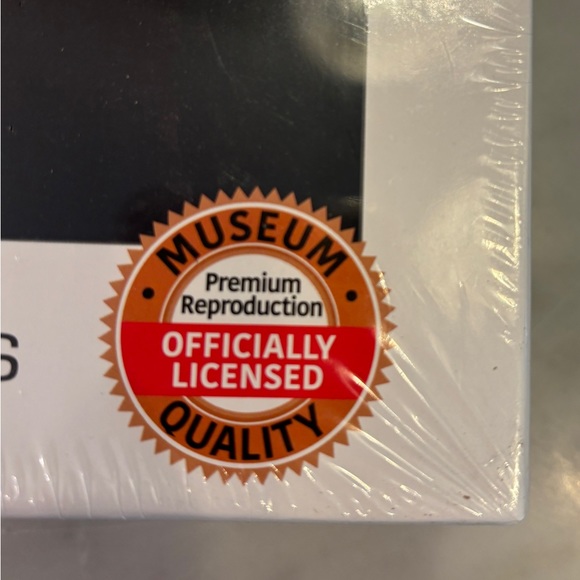 MUSEUM
Premium
Reproduction
OFFICIALLY
LICENSED
QUALITY
S